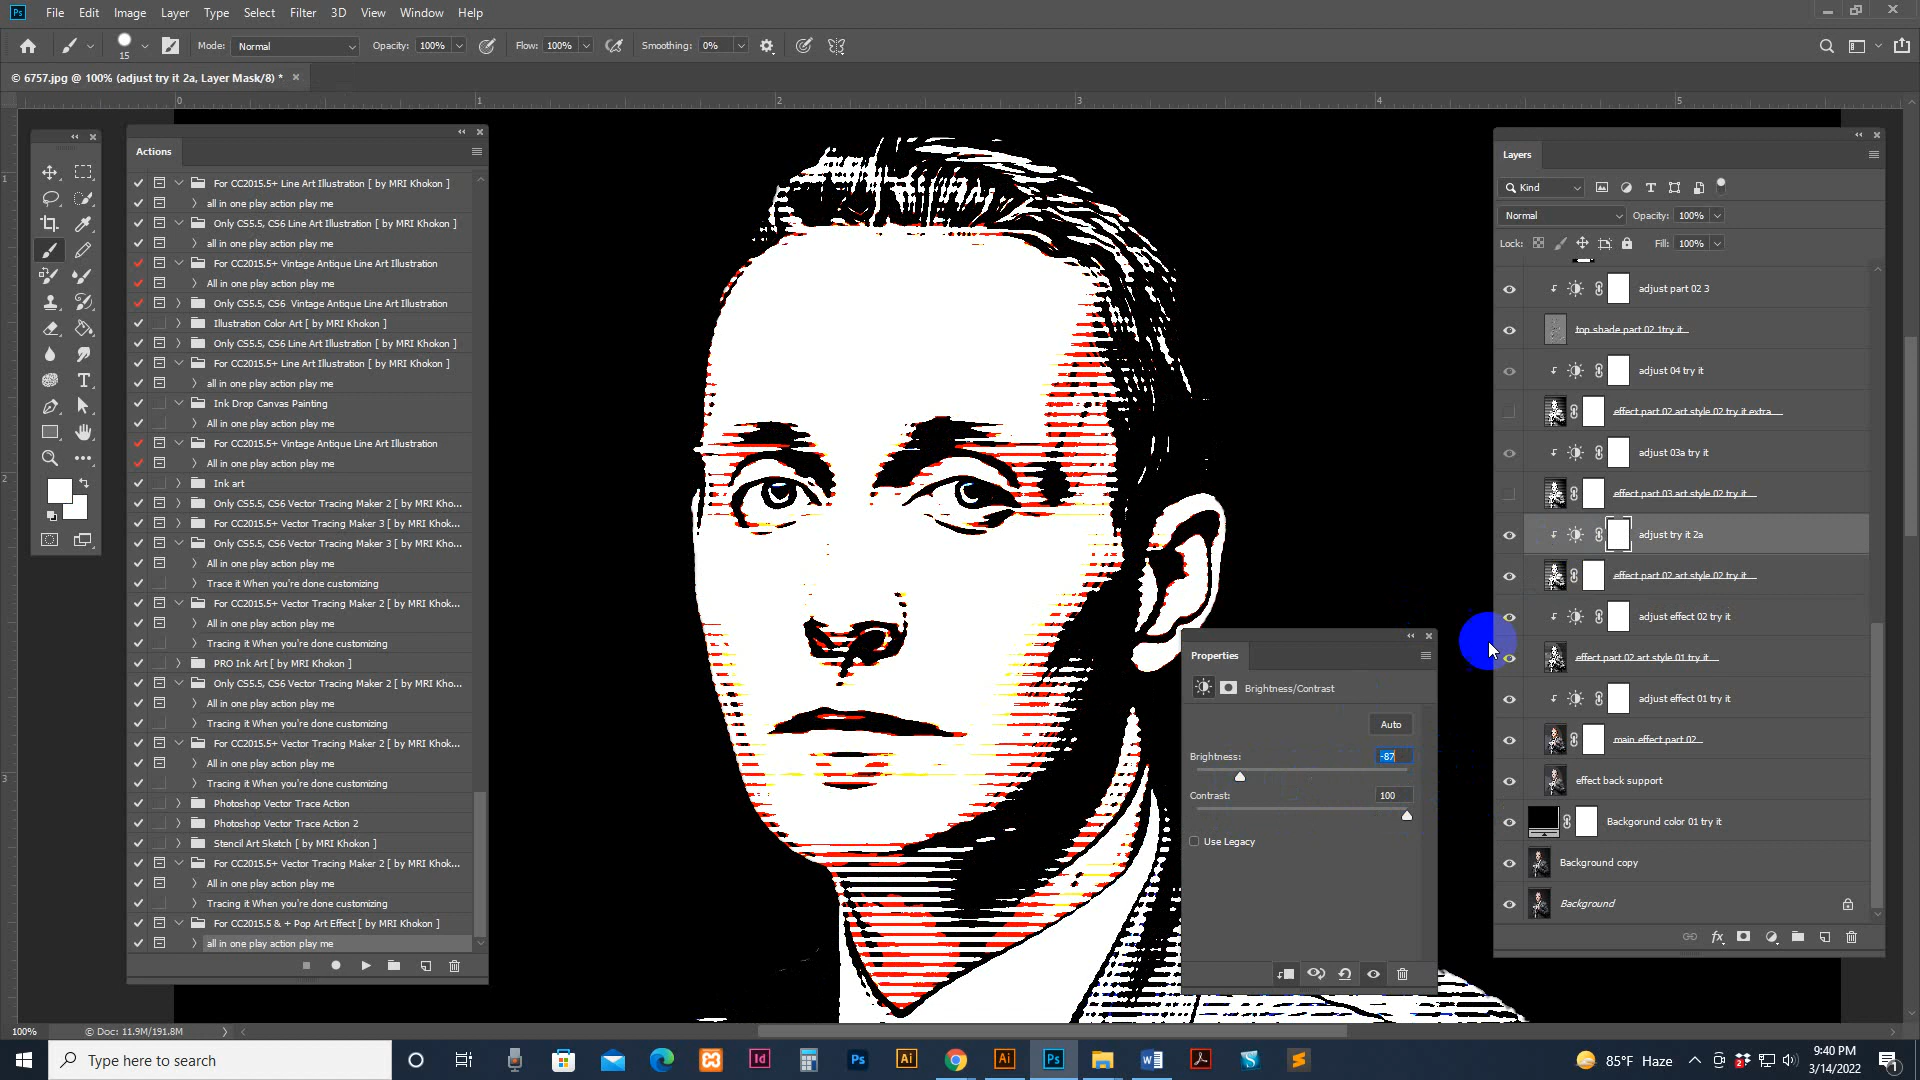 Ps File Edit Image Layer Type Select Filter 3D View Window Help
15 Mode: Normal Opacity: 100% Flow: 100% Smoothing: 0%
© 6757.jpg @ 100% (adjust try it 2a, Layer Mask/8) *
0 1 2 3 4 5
Actions
For CC2015.5+ Line Art Illustration [ by MRI Khokon ]
all in one play action play me
Only CS5.5, CS6 Line Art Illustration [ by MRI Khokon ]
all in one play action play me
For CC2015.5+ Vintage Antique Line Art Illustration
All in one play action play me
Only CS5.5, CS6  Vintage Antique Line Art Illustration
Illustration Color Art [ by MRI Khokon ]
Only CS5.5, CS6 Line Art Illustration [ by MRI Khokon ]
For CC2015.5+ Line Art Illustration [ by MRI Khokon ]
all in one play action play me
Ink Drop Canvas Painting
All in one play action play me
For CC2015.5+ Vintage Antique Line Art Illustration
All in one play action play me
Ink art
Only CS5.5, CS6 Vector Tracing Maker 2 [ by MRI Kho...
For CC2015.5+ Vector Tracing Maker 3 [ by MRI Khok...
Only CS5.5, CS6 Vector Tracing Maker 3 [ by MRI Kho...
All in one play action play me
Trace it When you're done customizing
For CC2015.5+ Vector Tracing Maker 2 [ by MRI Khok...
All in one play action play me
Tracing it When you're done customizing
PRO Ink Art [ by MRI Khokon ]
Only CS5.5, CS6 Vector Tracing Maker 2 [ by MRI Kho...
All in one play action play me
Tracing it When you're done customizing
For CC2015.5+ Vector Tracing Maker 2 [ by MRI Khok...
All in one play action play me
Tracing it When you're done customizing
Photoshop Vector Trace Action
Photoshop Vector Trace Action 2
Stencil Art Sketch [ by MRI Khokon ]
For CC2015.5+ Vector Tracing Maker 2 [ by MRI Khok...
All in one play action play me
Tracing it When you're done customizing
For CC2015.5 & + Pop Art Effect [ by MRI Khokon ]
all in one play action play me
Properties
Brightness/Contrast
Auto
Brightness: -87
Contrast: 100
Use Legacy
Layers
Kind
Normal Opacity: 100%
Lock: Fill: 100%
adjust part 02 3
top shade part 02 1try it
adjust 04 try it
effect part 02 art style 02 try it extra
adjust 03a try it
effect part 03 art style 02 try it
adjust try it 2a
effect part 02 art style 02 try it
adjust effect 02 try it
effect part 02 art style 01 try it
adjust effect 01 try it
main effect part 02
effect back support
Backgorund color 01 try it
Background copy
Background
100% © Doc: 11.9M/191.8M
Type here to search
85°F Haze
9:40 PM
3/14/2022